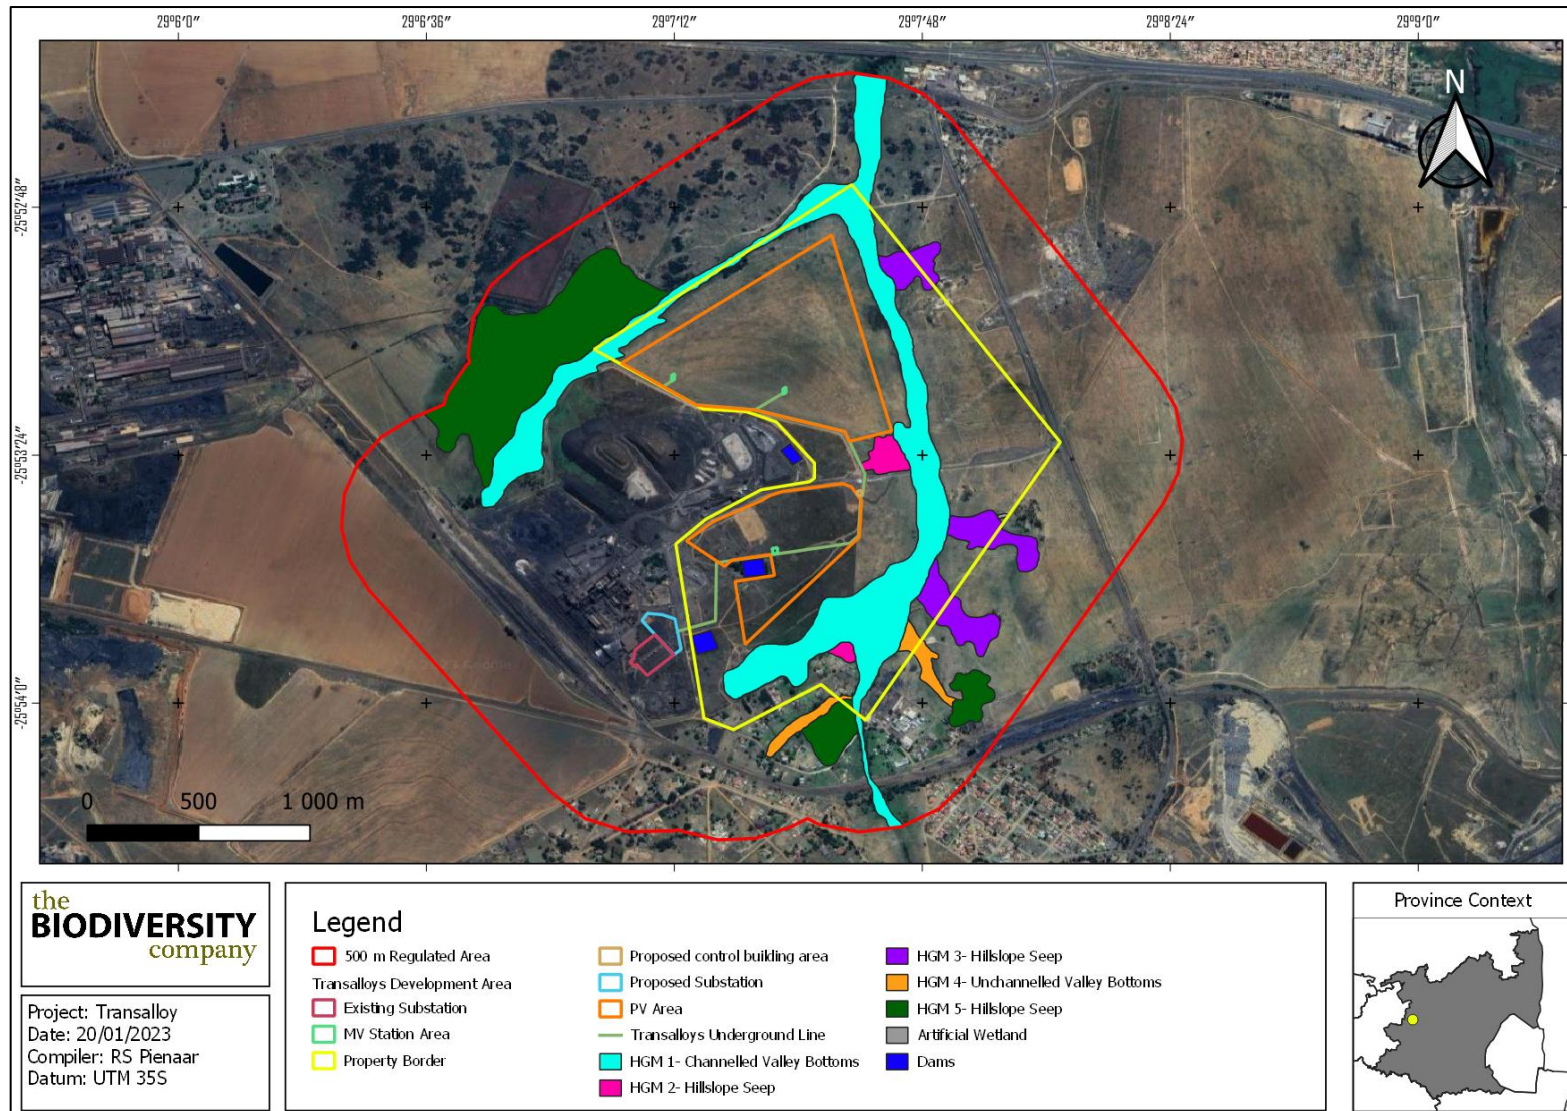 29°6′0″ 29°6′36″ 29°7′12″ 29°7′48″ 29°8′24″ 29°9′0″
N
-25°52′48″
-25°53′24″
-25°54′0″
0 500 1 000 m
the
BIODIVERSITY
company
Project: Transalloy
Date: 20/01/2023
Compiler: RS Pienaar
Datum: UTM 35S
Legend
500 m Regulated Area
Transalloys Development Area
Existing Substation
MV Station Area
Property Border
Proposed control building area
Proposed Substation
PV Area
Transalloys Underground Line
HGM 1- Channelled Valley Bottoms
HGM 2- Hillslope Seep
HGM 3- Hillslope Seep
HGM 4- Unchannelled Valley Bottoms
HGM 5- Hillslope Seep
Artificial Wetland
Dams
Province Context